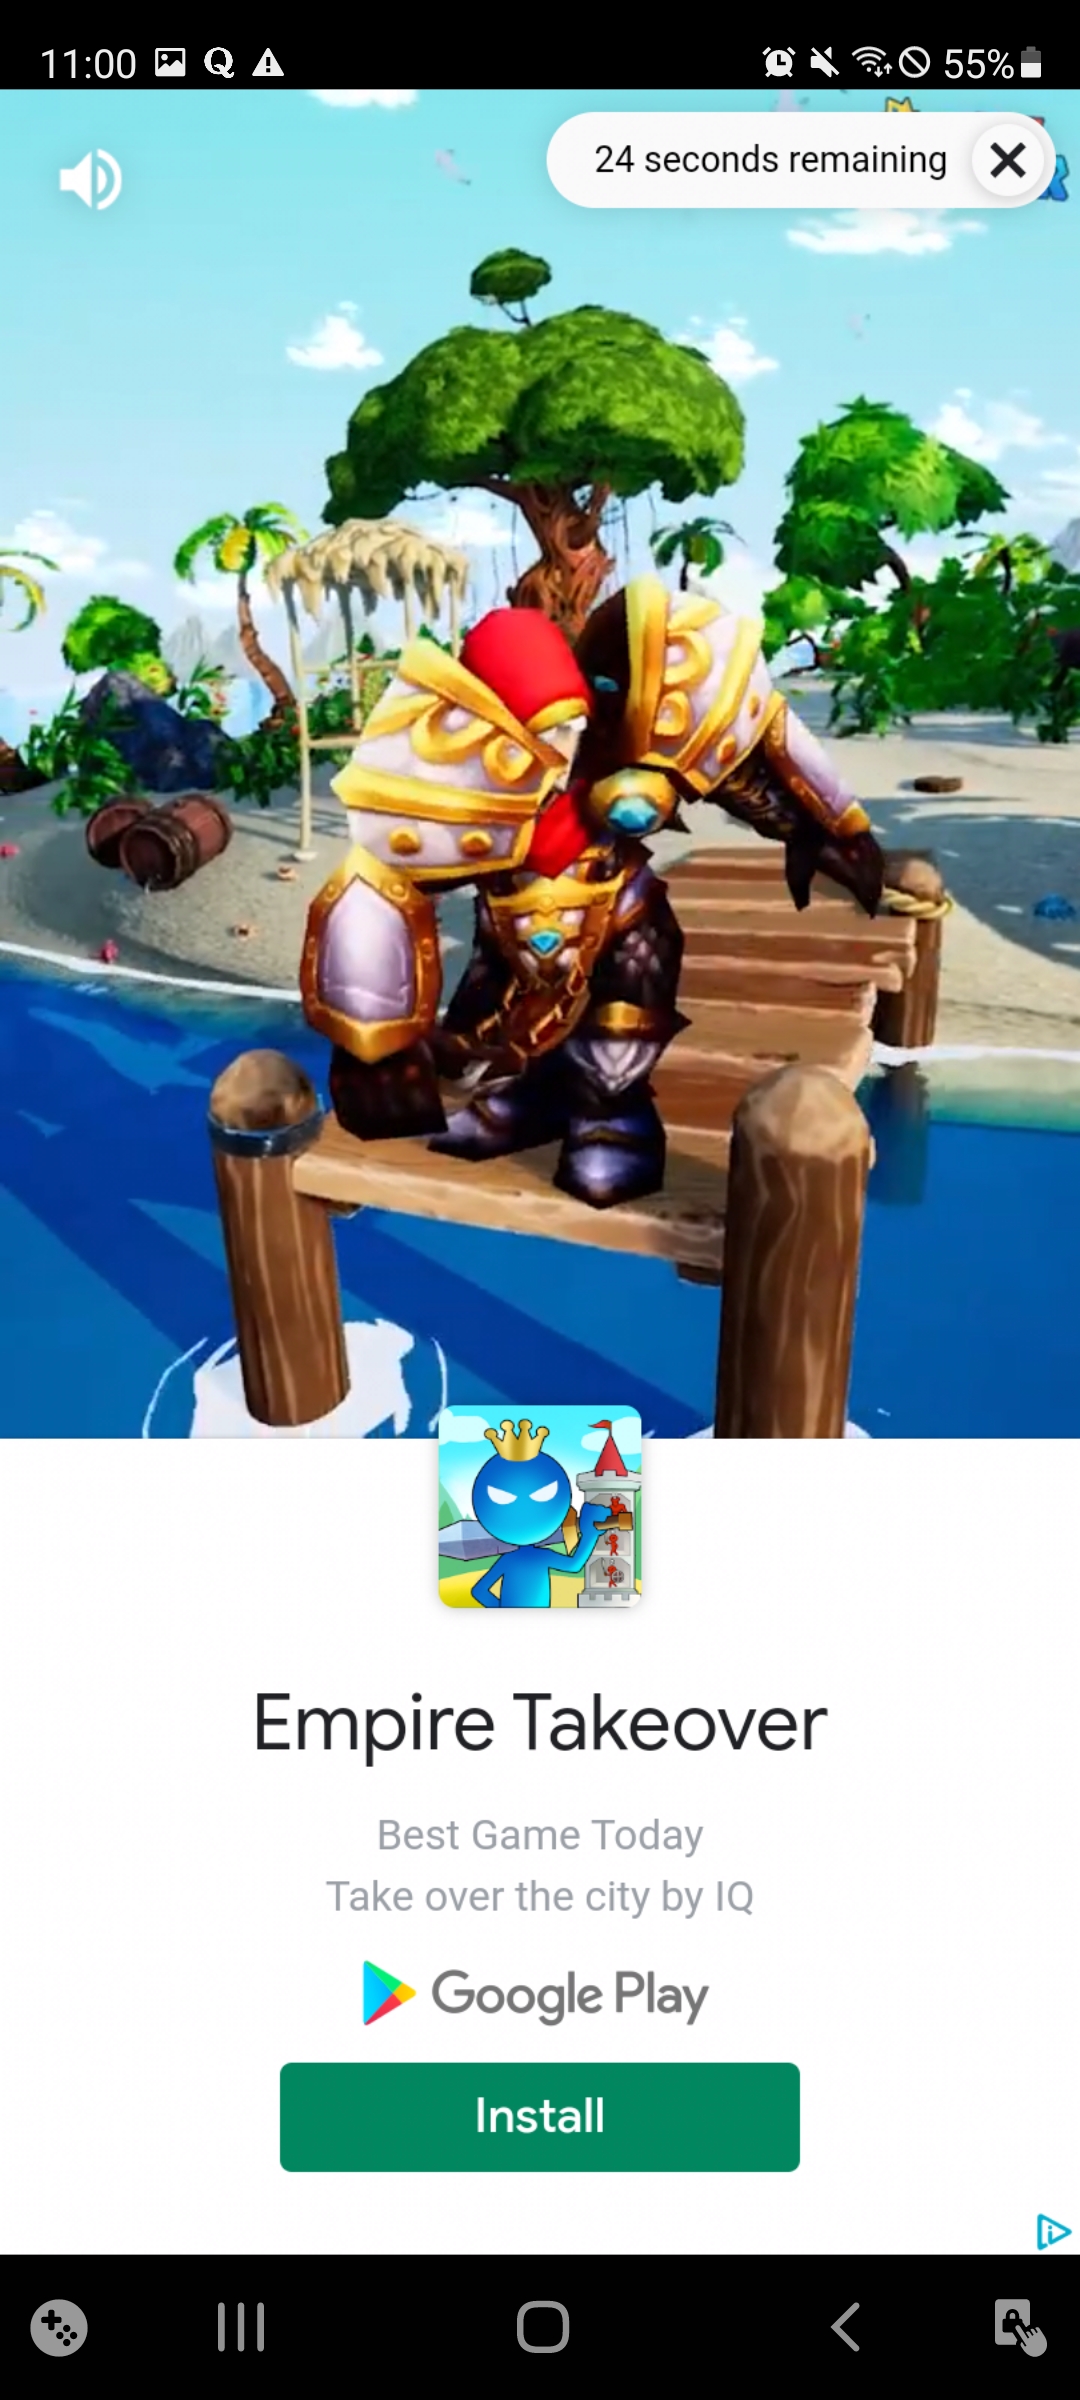 11:00
55%
24 seconds remaining
Empire Takeover
Best Game Today
Take over the city by IQ
Google Play
Install